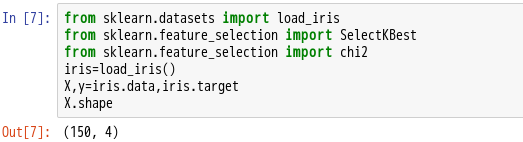 In [7]: from sklearn.datasets import load_iris
from sklearn.feature_selection import SelectKBest
from sklearn.feature_selection import chi2
iris=load_iris()
X,y=iris.data,iris.target
X.shape
Out[7]: (150, 4)